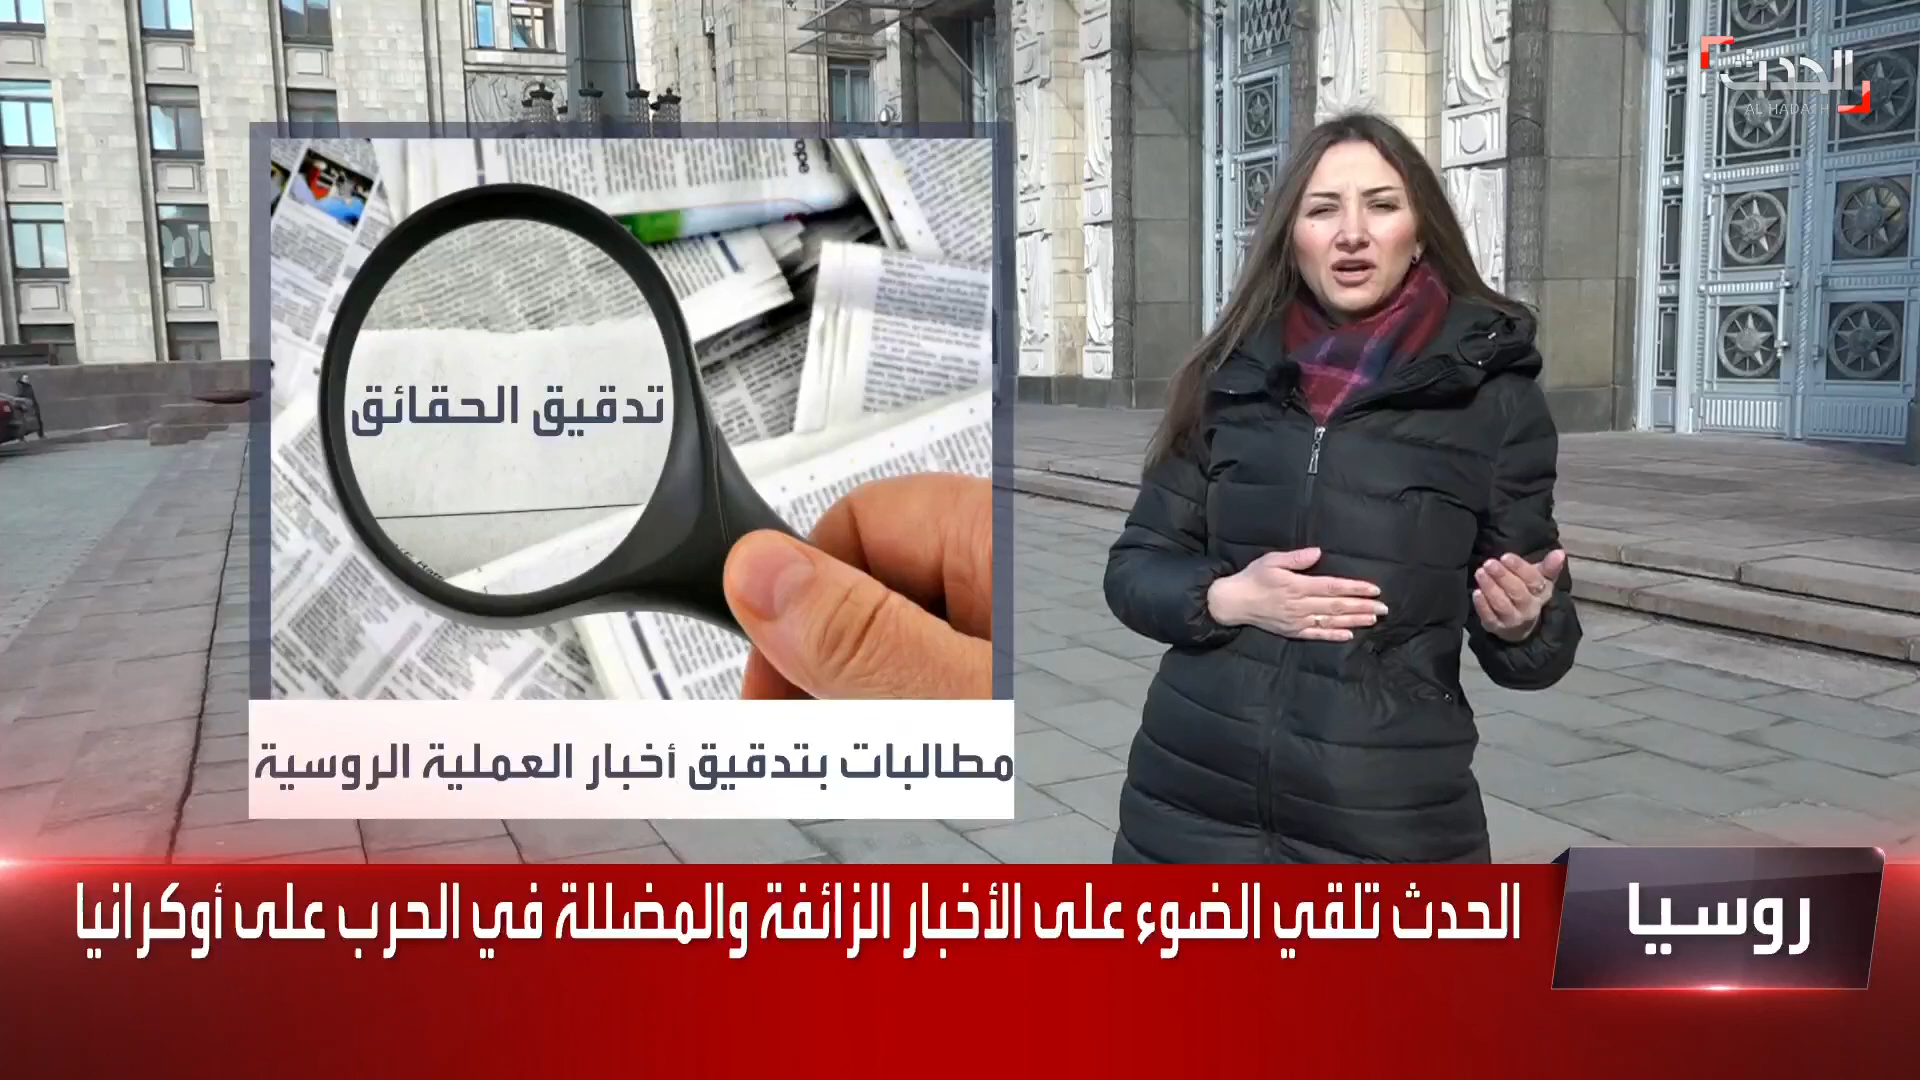 الحدث
AL HADATH
تدقيق الحقائق
مطالبات بتدقيق أخبار العملية الروسية
روسيا
الحدث تلقي الضوء على الأخبار الزائفة والمضللة في الحرب على أوكرانيا